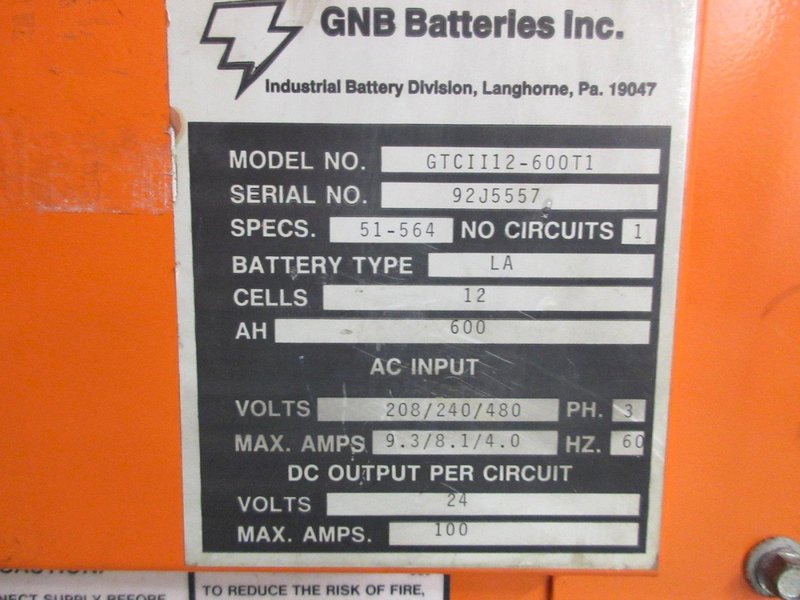 GNB Batteries Inc.
Industrial Battery Division, Langhorne, Pa. 19047
MODEL NO. GTCII12-600T1
SERIAL NO. 92J5557
SPECS. 51-564 NO CIRCUITS 1
BATTERY TYPE LA
CELLS 12
AH 600
AC INPUT
VOLTS 208/240/480 PH. 3
MAX. AMPS 9.3/8.1/4.0 HZ. 60
DC OUTPUT PER CIRCUIT
VOLTS 24
MAX. AMPS. 100
TO REDUCE THE RISK OF FIRE,
SUPPLY BEFORE